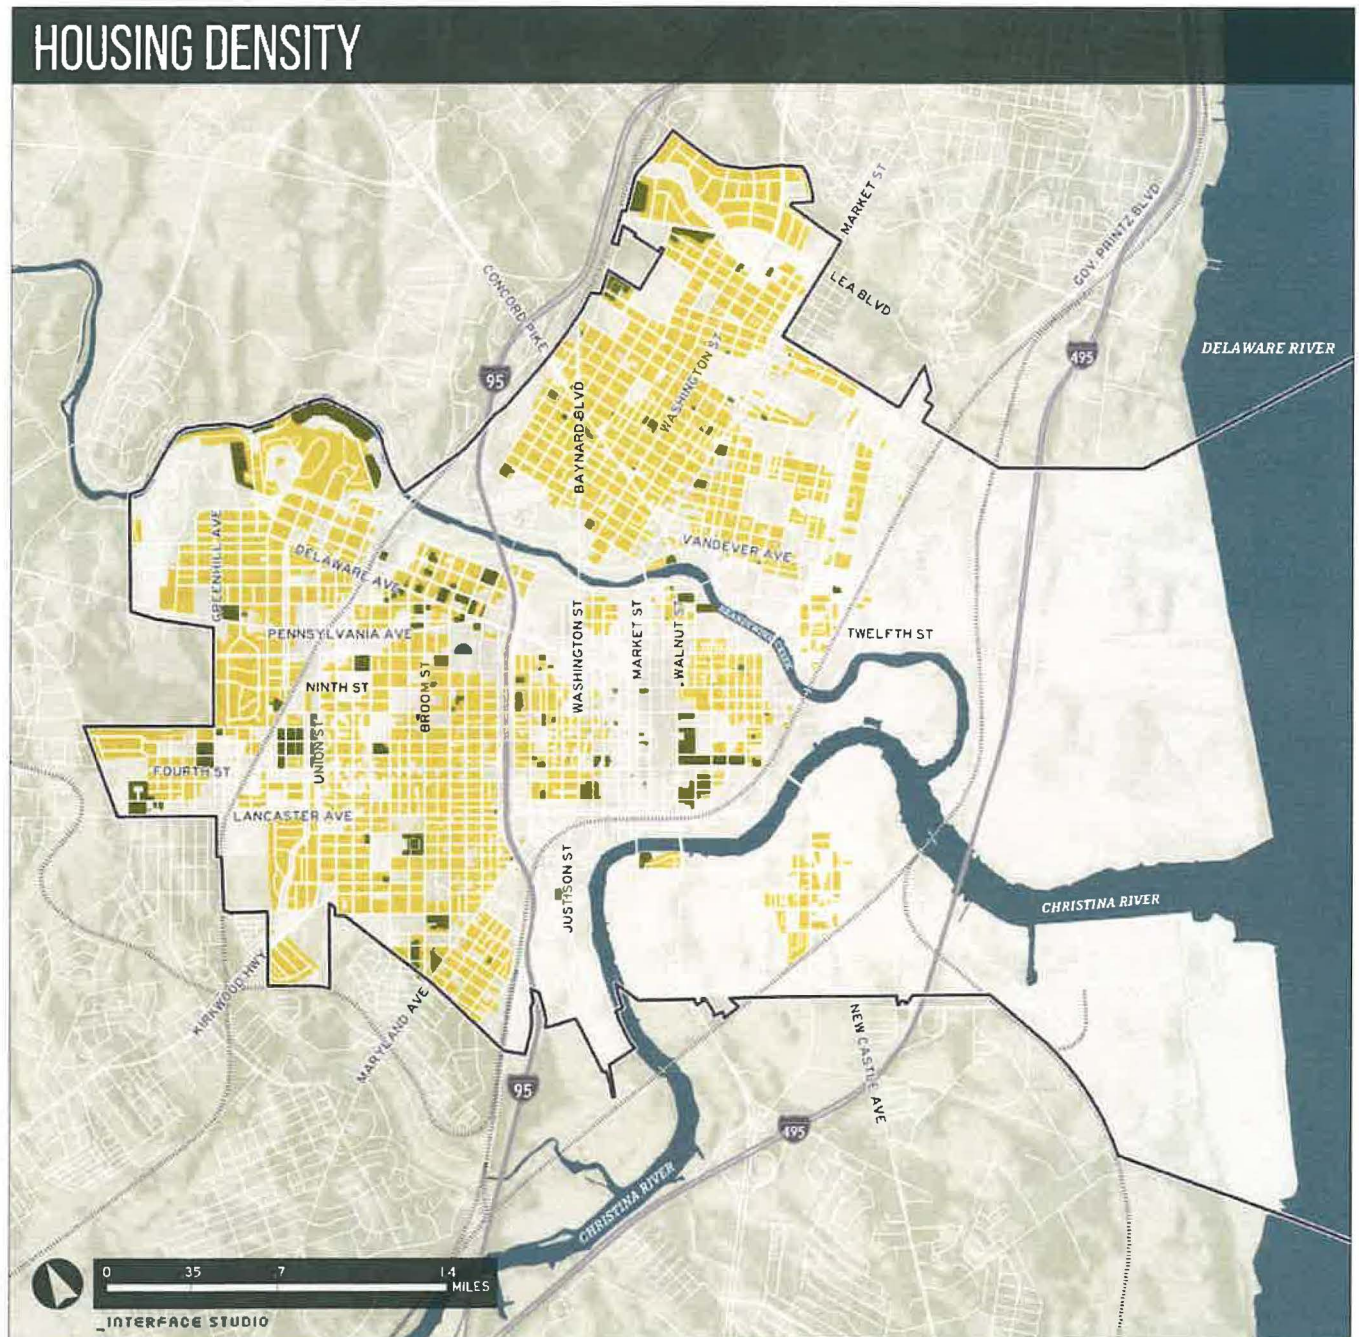 HOUSING DENSITY
MARKET ST
GOV. PRINTZ BLVD
LEA BLVD
CONCORD PIKE
DELAWARE RIVER
495
95
WASHINGTON ST
BAYNARD BLVD
GREENHILL AVE
DELAWARE AVE
VANDEVER AVE
BRANDYWINE CREEK
PENNSYLVANIA AVE
WASHINGTON ST
MARKET ST
WALNUT ST
TWELFTH ST
NINTH ST
BROOM ST
UNION ST
FOURTH ST
LANCASTER AVE
JUSTISON ST
CHRISTINA RIVER
KIRKWOOD HWY
MARYLAND AVE
NEW CASTLE AVE
95
495
CHRISTINA RIVER
0 .35 .7 1.4
MILES
_INTERFACE STUDIO